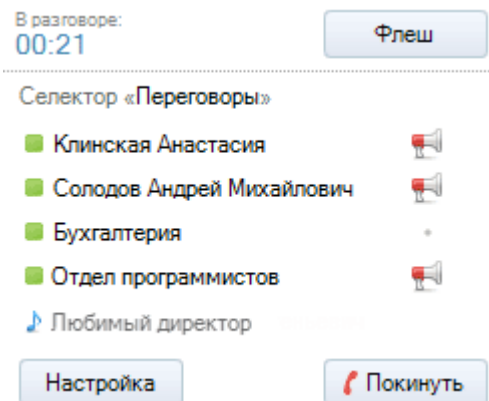 В разговоре:
00:21
Флеш
Селектор «Переговоры»
Клинская Анастасия
Солодов Андрей Михайлович
Бухгалтерия
Отдел программистов
Любимый директор
Настройка
Покинуть